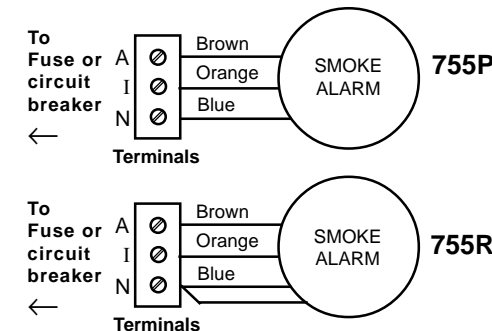 To
Fuse or
circuit
breaker
←
A
I
N
Terminals
Brown
Orange
Blue
SMOKE
ALARM
755P
To
Fuse or
circuit
breaker
←
A
I
N
Terminals
Brown
Orange
Blue
SMOKE
ALARM
755R